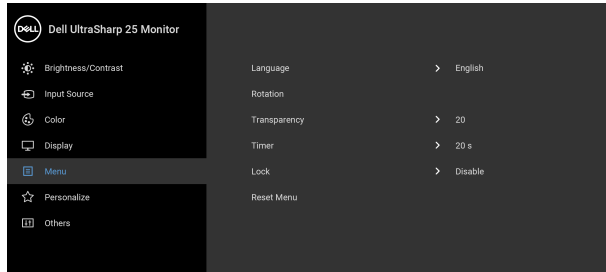 DELL Dell UltraSharp 25 Monitor
Brightness/Contrast
Input Source
Color
Display
Menu
Personalize
Others
Language > English
Rotation
Transparency > 20
Timer > 20 s
Lock > Disable
Reset Menu